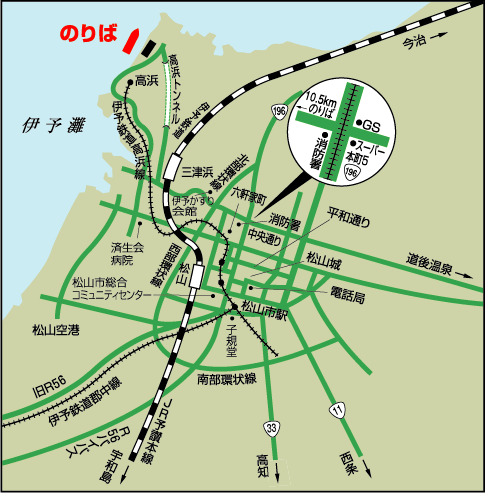 のりば
今治
高浜
高浜トンネル
伊予鉄道
伊予灘
伊予鉄道高浜線
196
10.5km
のりば
GS
スーパー
本町5
消防署
196
三津浜
北部環状線
六軒家町
伊予かすり
会館
消防署
平和通り
中央通り
済生会
病院
西部環状線
松山
松山城
道後温泉
松山市総合
コミュニティセンター
電話局
松山市駅
松山空港
子規堂
旧R56
南部環状線
伊予鉄道郡中線
JR予讃本線
R56バイパス
宇和島
33
高知
11
西条